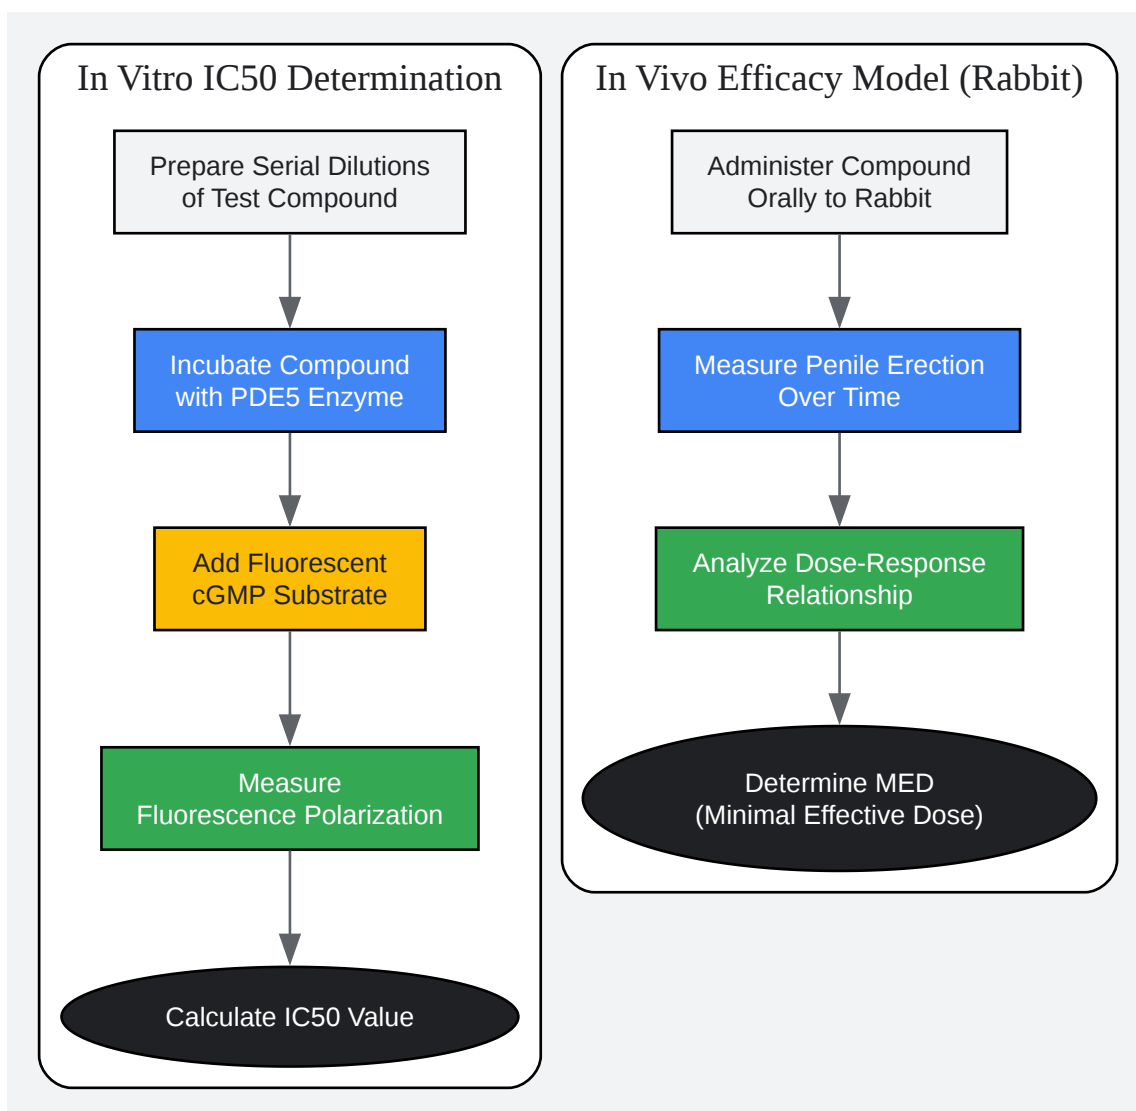 In Vitro IC50 Determination
Prepare Serial Dilutions
of Test Compound
Incubate Compound
with PDE5 Enzyme
Add Fluorescent
cGMP Substrate
Measure
Fluorescence Polarization
Calculate IC50 Value
In Vivo Efficacy Model (Rabbit)
Administer Compound
Orally to Rabbit
Measure Penile Erection
Over Time
Analyze Dose-Response
Relationship
Determine MED
(Minimal Effective Dose)